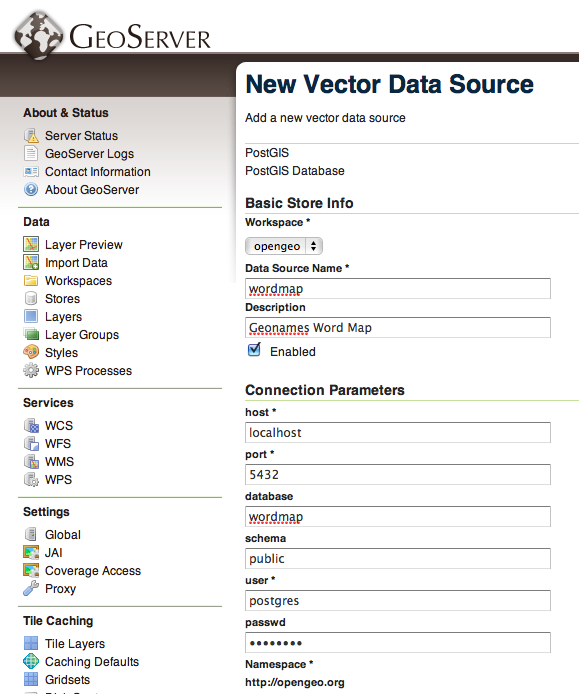 GEOSERVER
About & Status
Server Status
GeoServer Logs
Contact Information
About GeoServer
Data
Layer Preview
Import Data
Workspaces
Stores
Layers
Layer Groups
Styles
WPS Processes
Services
WCS
WFS
WMS
WPS
Settings
Global
JAI
Coverage Access
Proxy
Tile Caching
Tile Layers
Caching Defaults
Gridsets
New Vector Data Source
Add a new vector data source
PostGIS
PostGIS Database
Basic Store Info
Workspace *
opengeo
Data Source Name *
wordmap
Description
Geonames Word Map
Enabled
Connection Parameters
host *
localhost
port *
5432
database
wordmap
schema
public
user *
postgres
passwd
••••••••
Namespace *
http://opengeo.org